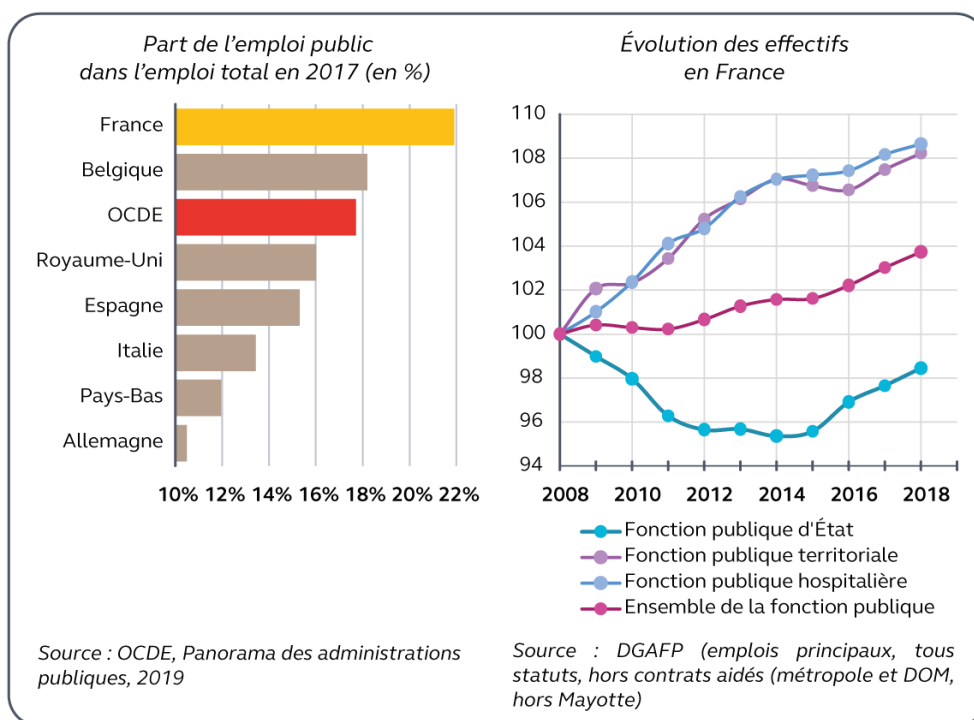 Part de l'emploi public
dans l'emploi total en 2017 (en %)
France
Belgique
OCDE
Royaume-Uni
Espagne
Italie
Pays-Bas
Allemagne
10% 12% 14% 16% 18% 20% 22%
Source : OCDE, Panorama des administrations
publiques, 2019
Évolution des effectifs
en France
110
108
106
104
102
100
98
96
94
2008 2010 2012 2014 2016 2018
Fonction publique d'État
Fonction publique territoriale
Fonction publique hospitalière
Ensemble de la fonction publique
Source : DGAFP (emplois principaux, tous
statuts, hors contrats aidés (métropole et DOM,
hors Mayotte)